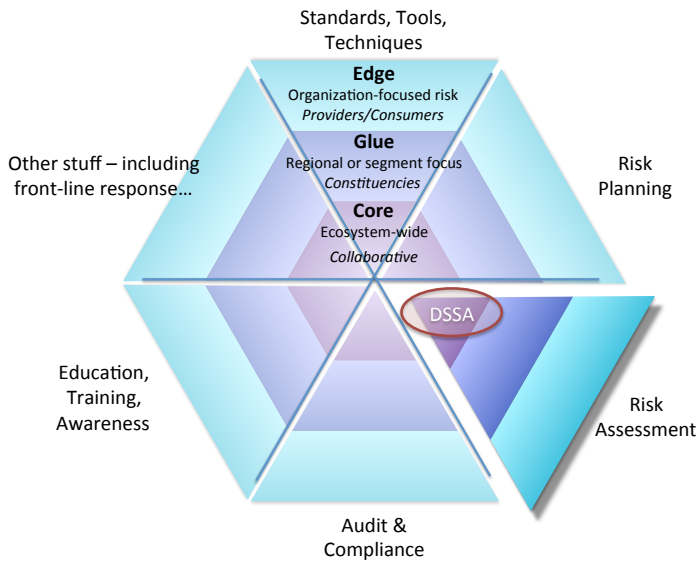 Standards, Tools,
Techniques
Edge
Organization-focused risk
Providers/Consumers
Glue
Regional or segment focus
Constituencies
Core
Ecosystem-wide
Collaborative
Other stuff – including
front-line response…
Risk
Planning
DSSA
Education,
Training,
Awareness
Risk
Assessment
Audit &
Compliance